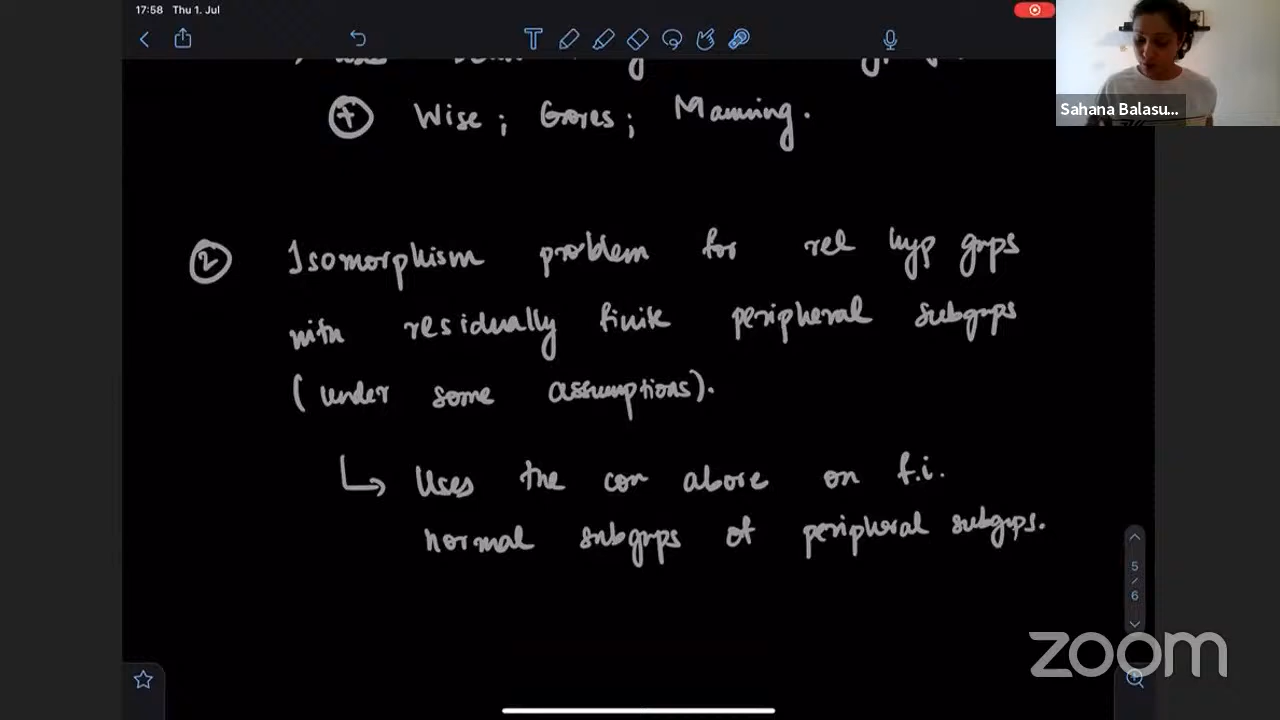 17:58 Thu 1. Jul
Sahana Balasu...
+ Wise; Groves; Manning.
2 Isomorphism problem for rel hyp grps
with residually finite peripheral subgrps
(under some assumptions).
↳ Uses the cor above on f.i.
normal subgrps of peripheral subgrps.
5
/
6
zoom